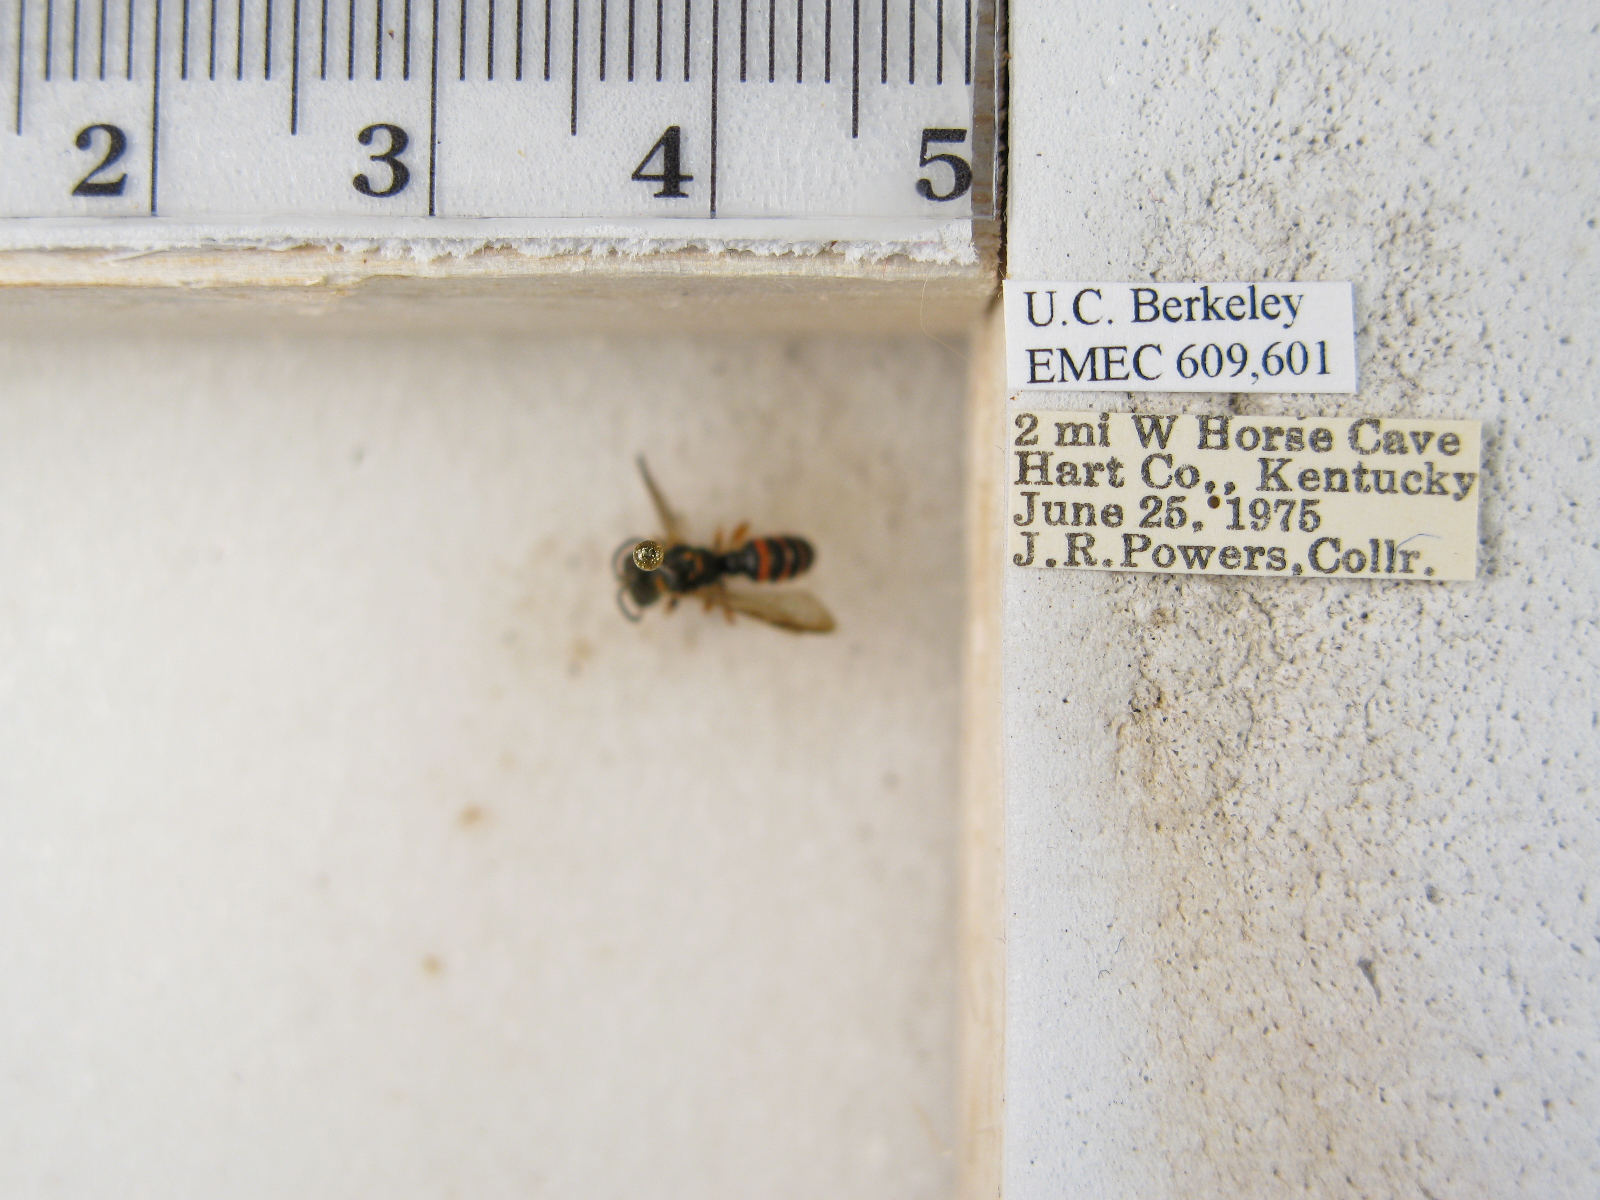 2 3 4 5
U.C. Berkeley
EMEC 609,601
2 mi W Horse Cave
Hart Co., Kentucky
June 25, 1975
J.R.Powers, Collr.